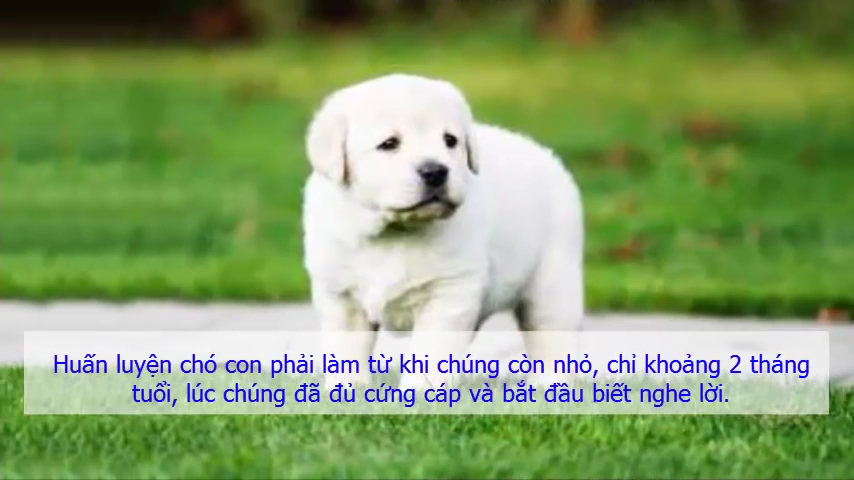 Huấn luyện chó con phải làm từ khi chúng còn nhỏ, chỉ khoảng 2 tháng
tuổi, lúc chúng đã đủ cứng cáp và bắt đầu biết nghe lời.